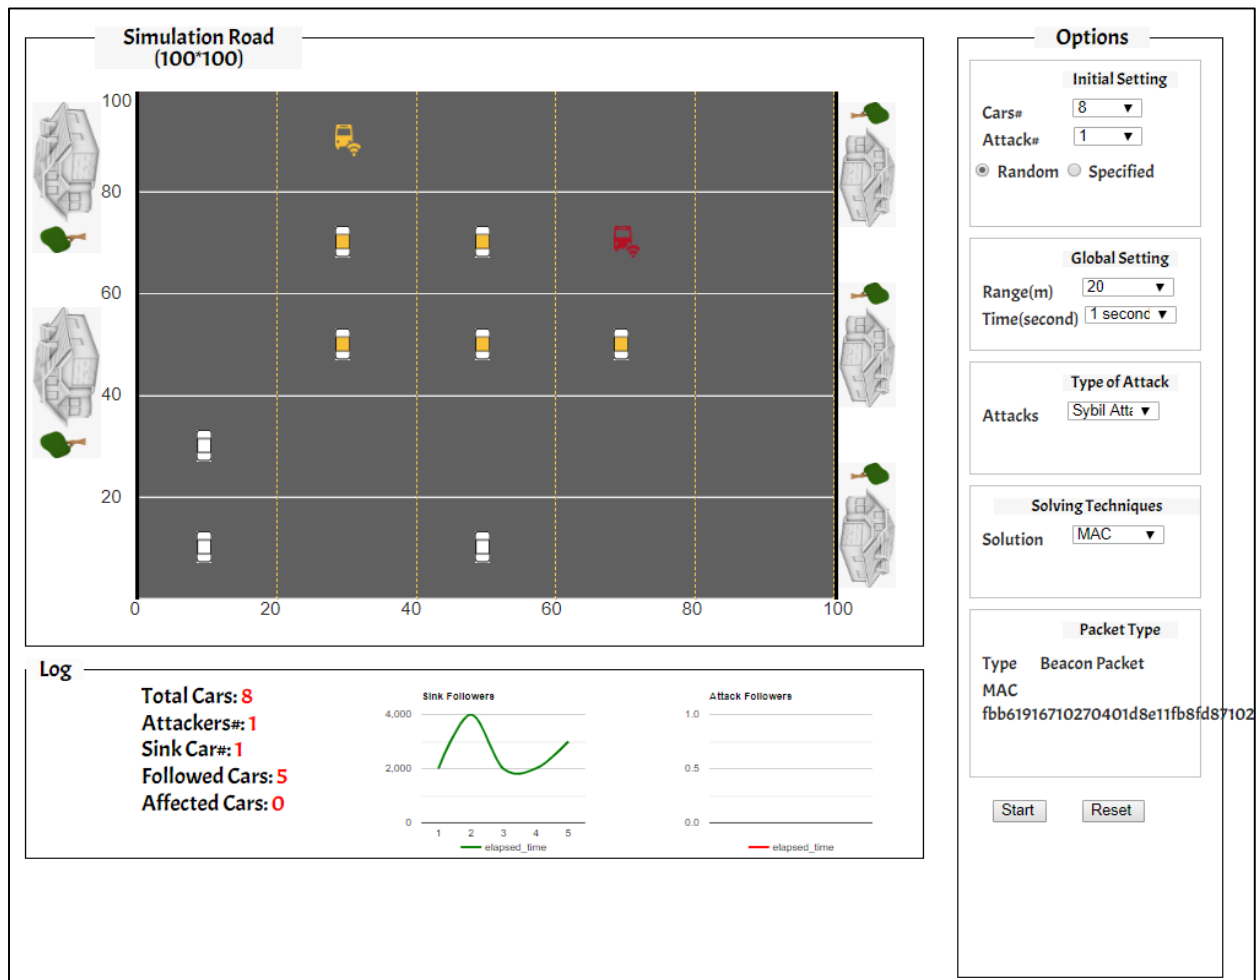 Simulation Road
(100*100)
100
80
60
40
20
0
20
40
60
80
100
Log
Total Cars: 8
Attackers#: 1
Sink Car#: 1
Followed Cars: 5
Affected Cars: 0
Sink Followers
4,000
2,000
0
1 2 3 4 5
elapsed_time
Attack Followers
1.0
0.5
0.0
elapsed_time
Options
Initial Setting
Cars# 8
Attack# 1
Random Specified
Global Setting
Range(m) 20
Time(second) 1 second
Type of Attack
Attacks Sybil Atta
Solving Techniques
Solution MAC
Packet Type
Type Beacon Packet
MAC
fbb61916710270401d8e11fb8fd87102
Start Reset